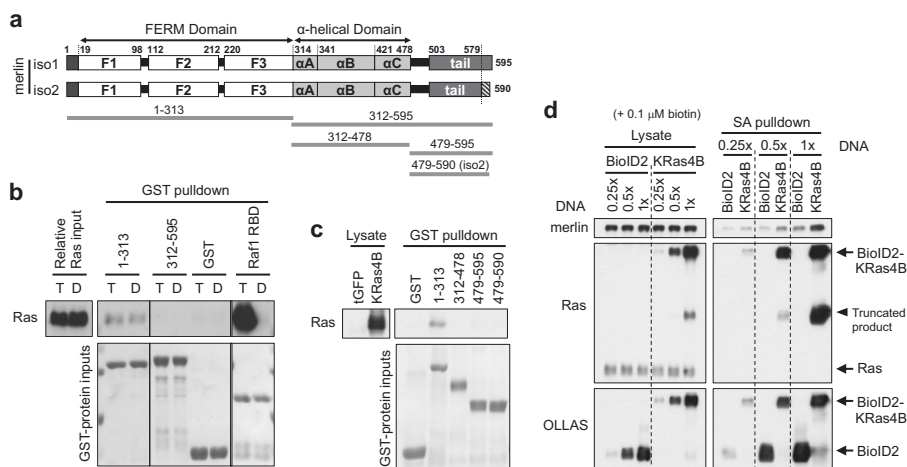 a
FERM Domain
α-helical Domain
1 19 98 112 212 220 314 341 421 478 503 579
merlin
iso1 F1 F2 F3 αA αB αC tail 595
iso2 F1 F2 F3 αA αB αC tail 590
1-313
312-595
312-478
479-595
479-590 (iso2)
b
GST pulldown
Relative Ras input
1-313
312-595
GST
Raf1 RBD
T D T D T D T D T D
Ras
GST-protein inputs
c
Lysate
GST pulldown
tGFP
KRas4B
GST
1-313
312-478
479-595
479-590
Ras
GST-protein inputs
d
(+ 0.1 μM biotin)
Lysate
SA pulldown
BioID2 KRas4B
0.25x 0.5x 1x DNA
DNA 0.25x 0.5x 1x 0.25x 0.5x 1x
BioID2 KRas4B BioID2 KRas4B BioID2 KRas4B
merlin
BioID2-
KRas4B
Ras
Truncated
product
Ras
OLLAS
BioID2-
KRas4B
BioID2